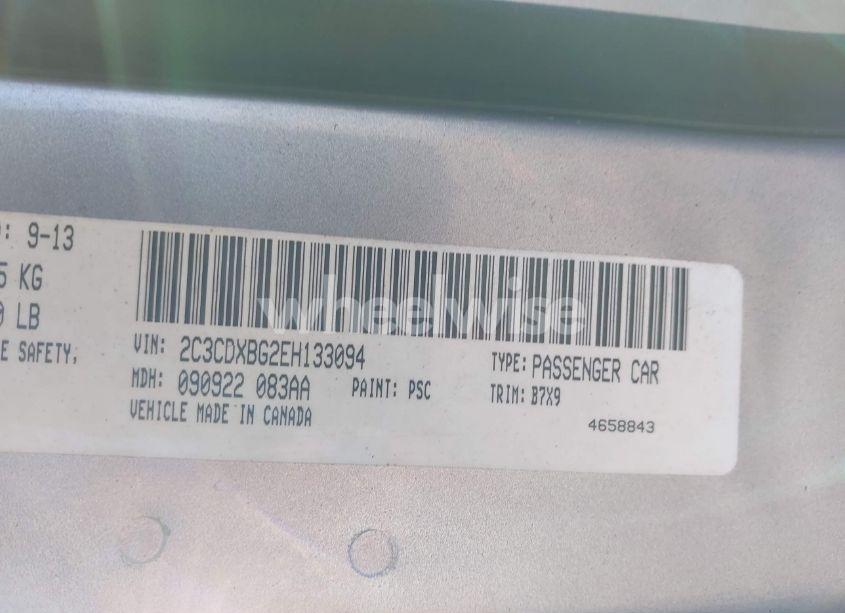 : 9-13
5 KG
LB
E SAFETY,
wheelwise
VIN: 2C3CDXBG2EH133094
TYPE: PASSENGER CAR
MDH: 090922 083AA
PAINT: PSC
TRIM: B7X9
VEHICLE MADE IN CANADA
4658843